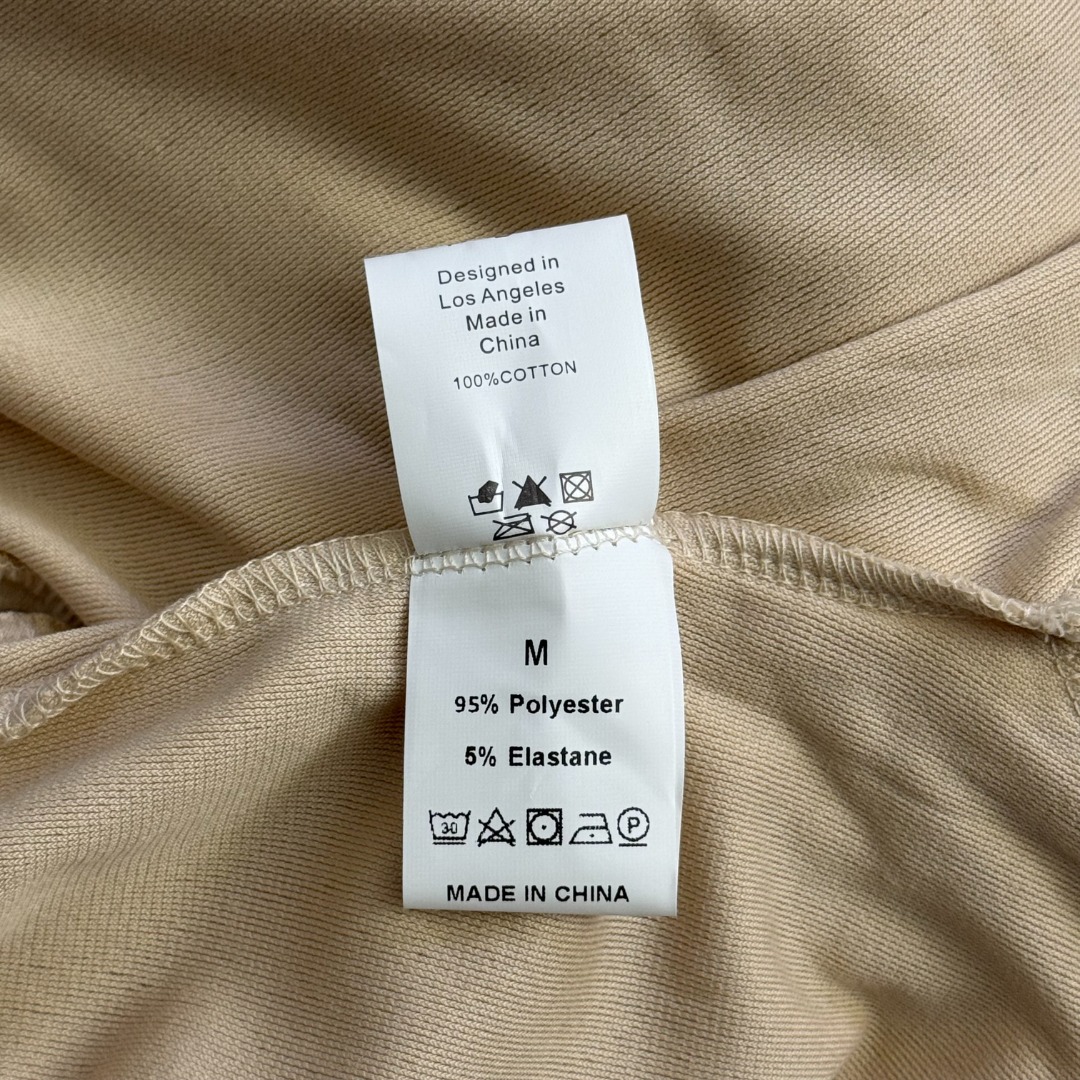 Designed in
Los Angeles
Made in
China
100%COTTON
M
95% Polyester
5% Elastane
30
P
MADE IN CHINA